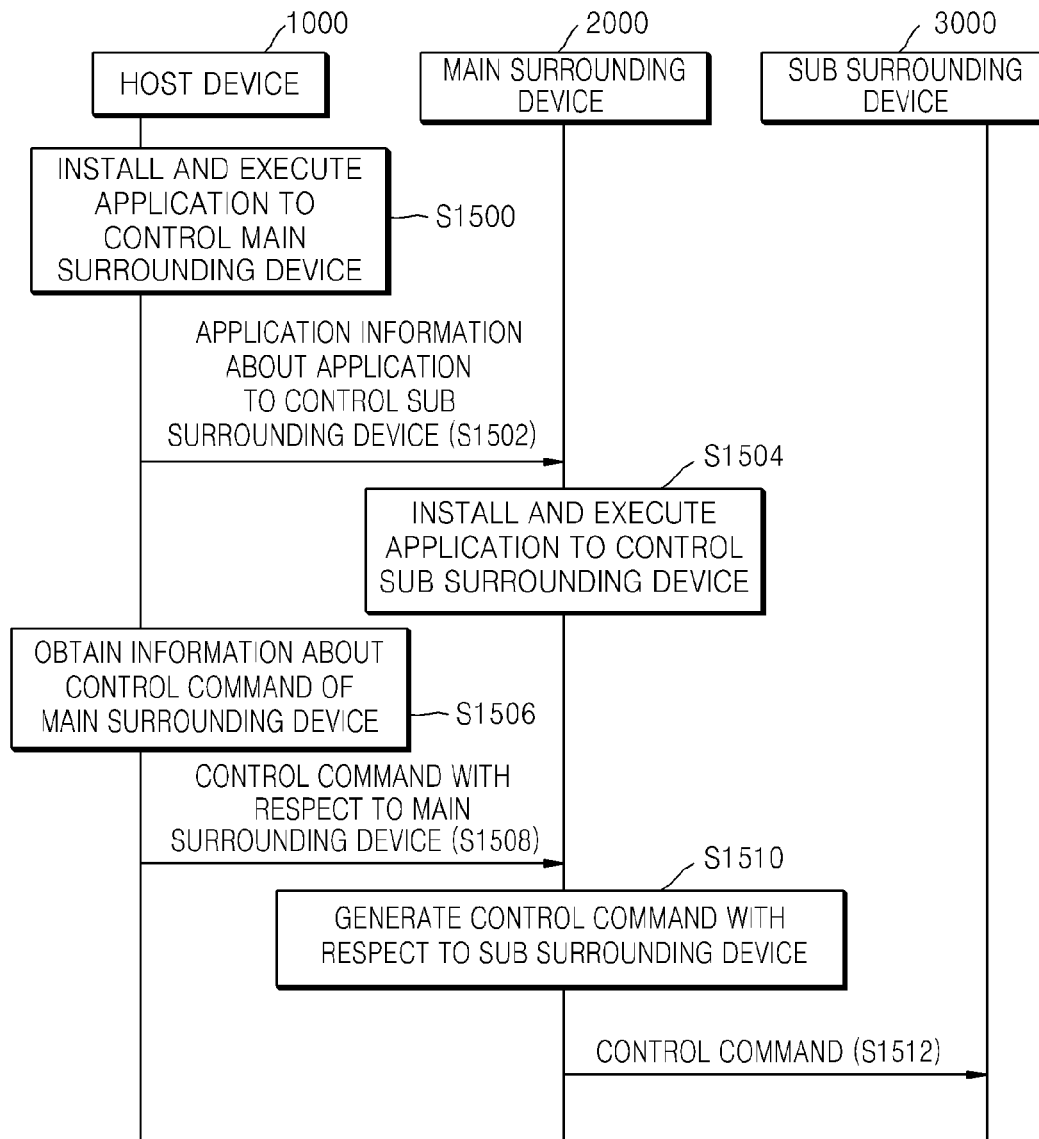 1000
2000
3000
HOST DEVICE
MAIN SURROUNDING
DEVICE
SUB SURROUNDING
DEVICE
INSTALL AND EXECUTE
APPLICATION TO
CONTROL MAIN
SURROUNDING DEVICE
S1500
APPLICATION INFORMATION
ABOUT APPLICATION
TO CONTROL SUB
SURROUNDING DEVICE (S1502)
S1504
INSTALL AND EXECUTE
APPLICATION TO CONTROL
SUB SURROUNDING DEVICE
OBTAIN INFORMATION ABOUT
CONTROL COMMAND OF
MAIN SURROUNDING DEVICE
S1506
CONTROL COMMAND WITH
RESPECT TO MAIN
SURROUNDING DEVICE (S1508)
S1510
GENERATE CONTROL COMMAND WITH
RESPECT TO SUB SURROUNDING DEVICE
CONTROL COMMAND (S1512)